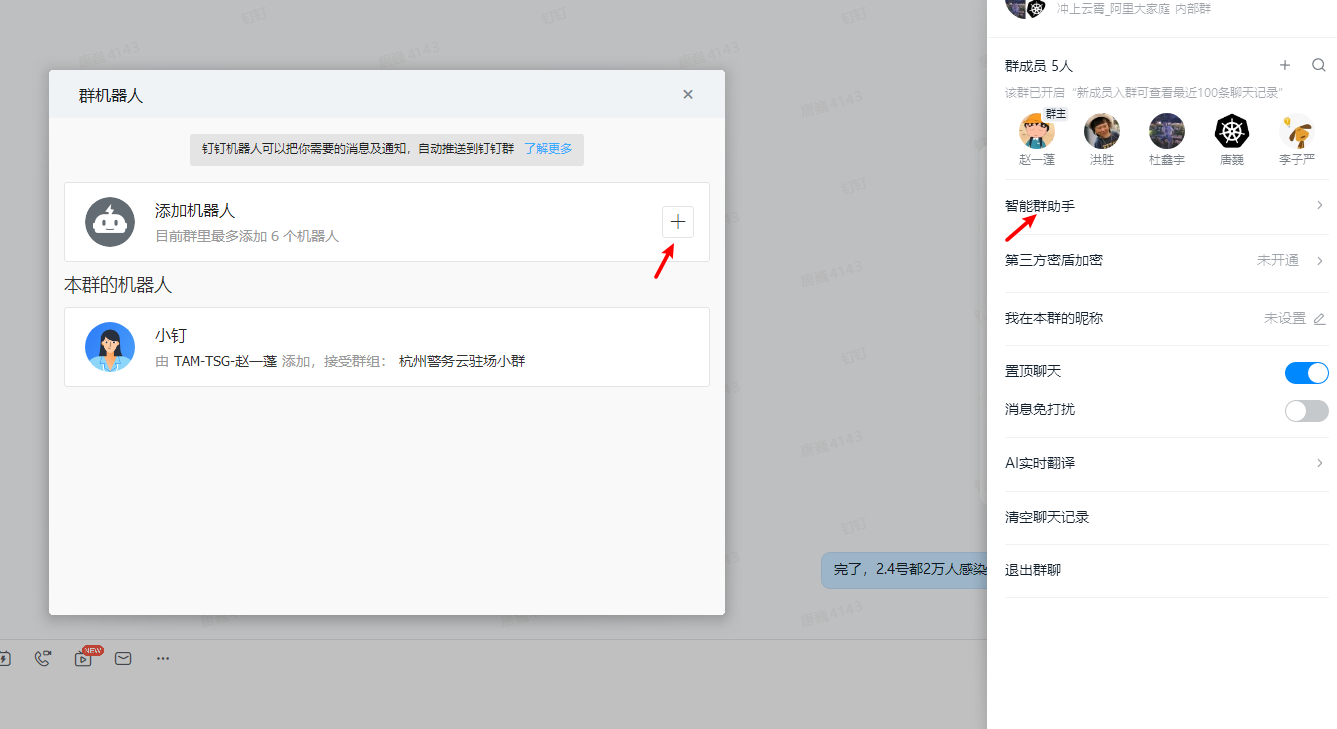 群机器人
钉钉机器人可以把你需要的消息及通知，自动推送到钉钉群 了解更多
添加机器人
目前群里最多添加 6 个机器人
本群的机器人
小钉
由 TAM-TSG-赵一蓬 添加，接受群组： 杭州警务云驻场小群
完了，2.4号都2万人感染
NEW
冲上云霄_阿里大家庭 内部群
群成员 5人
该群已开启“新成员入群可查看最近100条聊天记录”
群主
赵一蓬 洪胜 杜鑫宇 唐巍 李子严
智能群助手
第三方密盾加密 未开通
我在本群的昵称 未设置
置顶聊天
消息免打扰
AI实时翻译
清空聊天记录
退出群聊